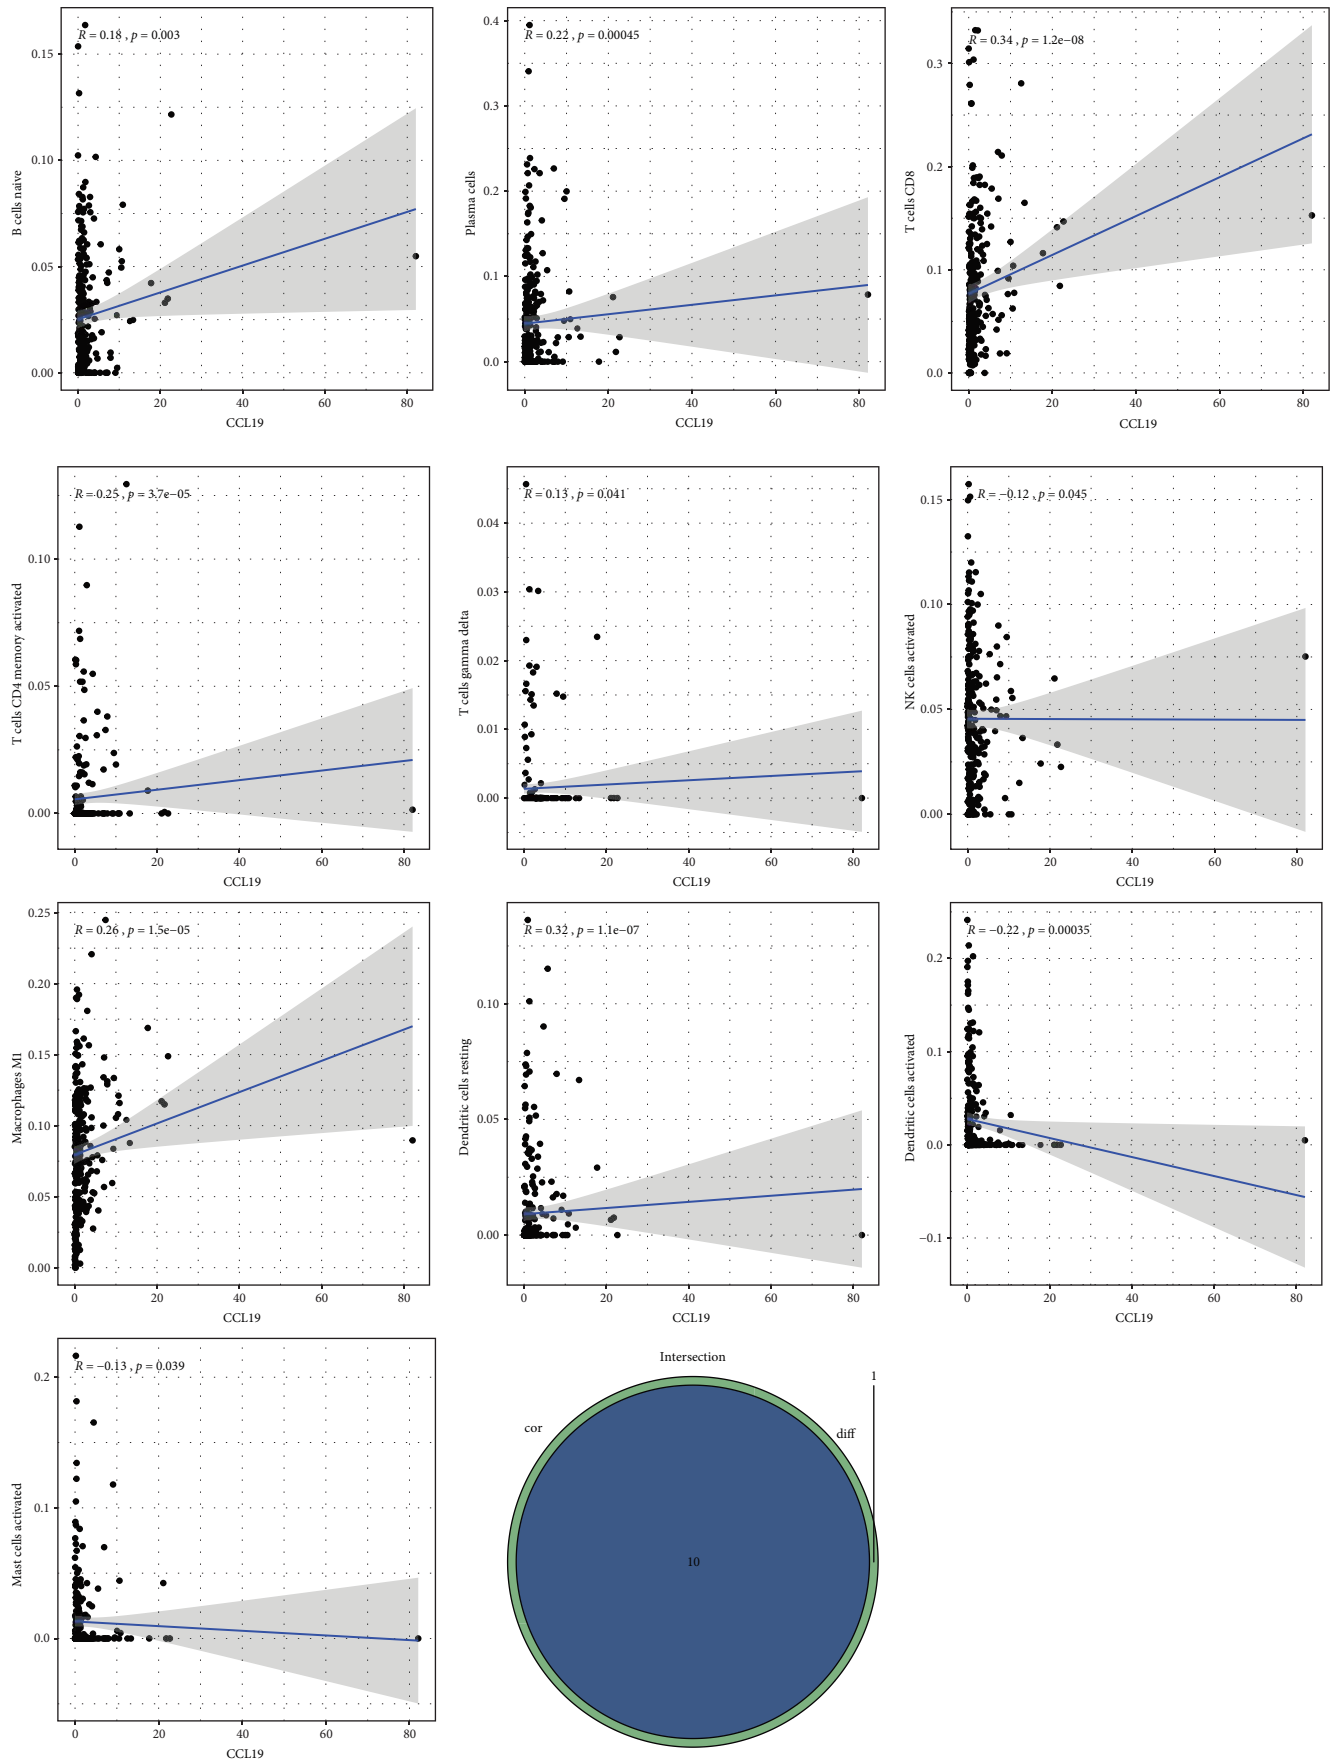 R = 0.18 , p = 0.003
B cells naive
0.15
0.10
0.05
0.00
0 20 40 60 80
CCL19
R = 0.22 , p = 0.00045
Plasma cells
0.4
0.3
0.2
0.1
0.0
0 20 40 60 80
CCL19
R = 0.34 , p = 1.2e−08
T cells CD8
0.3
0.2
0.1
0.0
0 20 40 60 80
CCL19
R = 0.25 , p = 3.7e−05
T cells CD4 memory activated
0.10
0.05
0.00
0 20 40 60 80
CCL19
R = 0.13 , p = 0.041
T cells gamma delta
0.04
0.03
0.02
0.01
0.00
0 20 40 60 80
CCL19
R = −0.12 , p = 0.045
NK cells activated
0.15
0.10
0.05
0.00
0 20 40 60 80
CCL19
R = 0.26 , p = 1.5e−05
Macrophages M1
0.25
0.20
0.15
0.10
0.05
0.00
0 20 40 60 80
CCL19
R = 0.32 , p = 1.1e−07
Dendritic cells resting
0.10
0.05
0.00
0 20 40 60 80
CCL19
R = −0.22 , p = 0.00035
Dendritic cells activated
0.2
0.1
0.0
−0.1
0 20 40 60 80
CCL19
R = −0.13 , p = 0.039
Mast cells activated
0.2
0.1
0.0
0 20 40 60 80
CCL19
Intersection
1
cor
diff
10